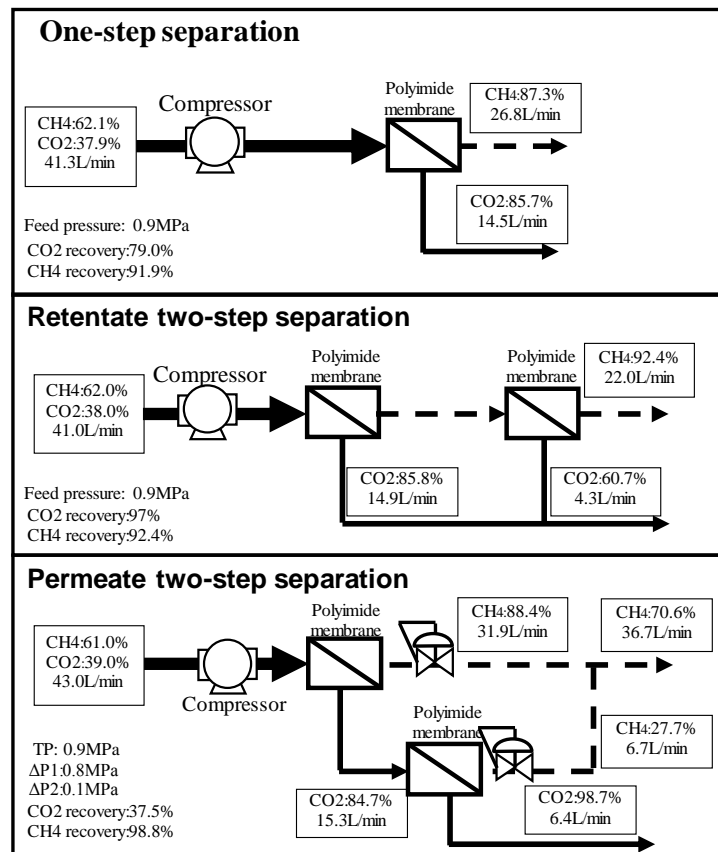 One-step separation
Compressor
Polyimide
membrane
CH4:62.1%
CO2:37.9%
41.3L/min
CH4:87.3%
26.8L/min
CO2:85.7%
14.5L/min
Feed pressure: 0.9MPa
CO2 recovery:79.0%
CH4 recovery:91.9%
Retentate two-step separation
Compressor
Polyimide
membrane
Polyimide
membrane
CH4:62.0%
CO2:38.0%
41.0L/min
CH4:92.4%
22.0L/min
CO2:85.8%
14.9L/min
CO2:60.7%
4.3L/min
Feed pressure: 0.9MPa
CO2 recovery:97%
CH4 recovery:92.4%
Permeate two-step separation
Polyimide
membrane
CH4:61.0%
CO2:39.0%
43.0L/min
Compressor
CH4:88.4%
31.9L/min
CH4:70.6%
36.7L/min
Polyimide
membrane
CH4:27.7%
6.7L/min
TP: 0.9MPa
ΔP1:0.8MPa
ΔP2:0.1MPa
CO2 recovery:37.5%
CH4 recovery:98.8%
CO2:84.7%
15.3L/min
CO2:98.7%
6.4L/min